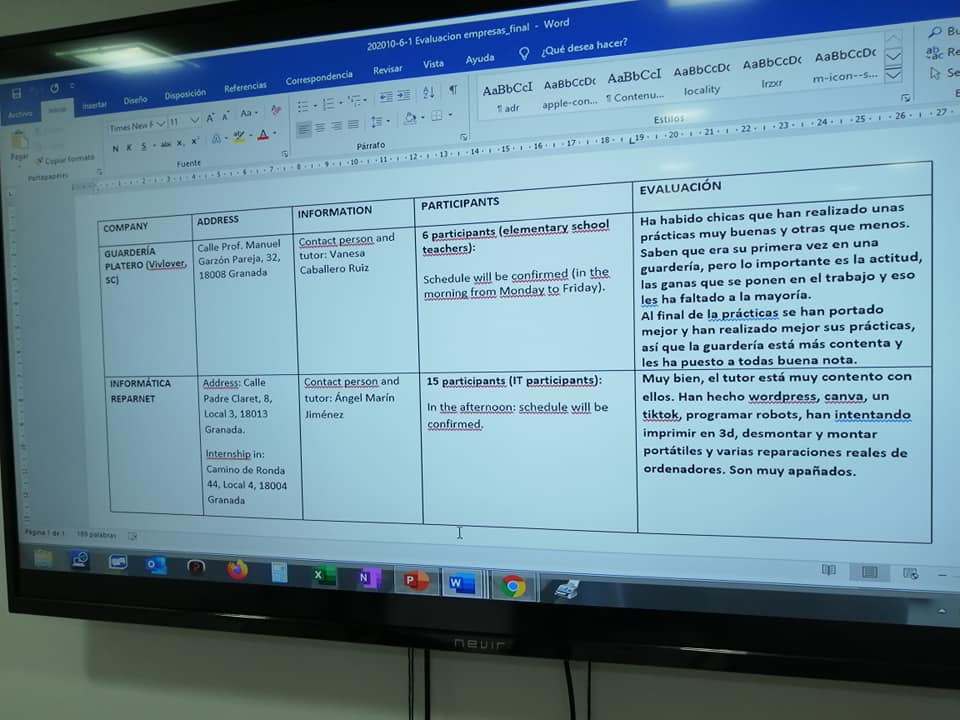 202010-6-1 Evaluacion empresas_final - Word
Archivo Inicio Insertar Diseño Disposición Referencias Correspondencia Revisar Vista Ayuda ¿Qué desea hacer?
Pegar
Copiar formato
Portapapeles
Times New R 11
N K S abc x₂ x²
Fuente
Párrafo
AaBbCcI AaBbCcDc AaBbCcI AaBbCcDc AaBbCcDc AaBbCcDc
¶ adr apple-con... ¶ Contenu... locality lrzxr m-icon--s...
Estilos
COMPANY
ADDRESS
INFORMATION
PARTICIPANTS
EVALUACIÓN
GUARDERÍA
PLATERO (Vivlover,
SC)
Calle Prof. Manuel
Garzón Pareja, 32,
18008 Granada
Contact person and
tutor: Vanesa
Caballero Ruiz
6 participants (elementary school
teachers):
Schedule will be confirmed (in the
morning from Monday to Friday).
Ha habido chicas que han realizado unas
prácticas muy buenas y otras que menos.
Saben que era su primera vez en una
guardería, pero lo importante es la actitud,
las ganas que se ponen en el trabajo y eso
les ha faltado a la mayoría.
Al final de la prácticas se han portado
mejor y han realizado mejor sus prácticas,
así que la guardería está más contenta y
les ha puesto a todas buena nota.
INFORMÁTICA
REPARNET
Address: Calle
Padre Claret, 8,
Local 3, 18013
Granada.
Internship in:
Camino de Ronda
44, Local 4, 18004
Granada
Contact person and
tutor: Ángel Marín
Jiménez
15 participants (IT participants):
In the afternoon: schedule will be
confirmed.
Muy bien, el tutor está muy contento con
ellos. Han hecho wordpress, canva, un
tiktok, programar robots, han intentando
imprimir en 3d, desmontar y montar
portátiles y varias reparaciones reales de
ordenadores. Son muy apañados.
Página 1 de 1 189 palabras
nevir